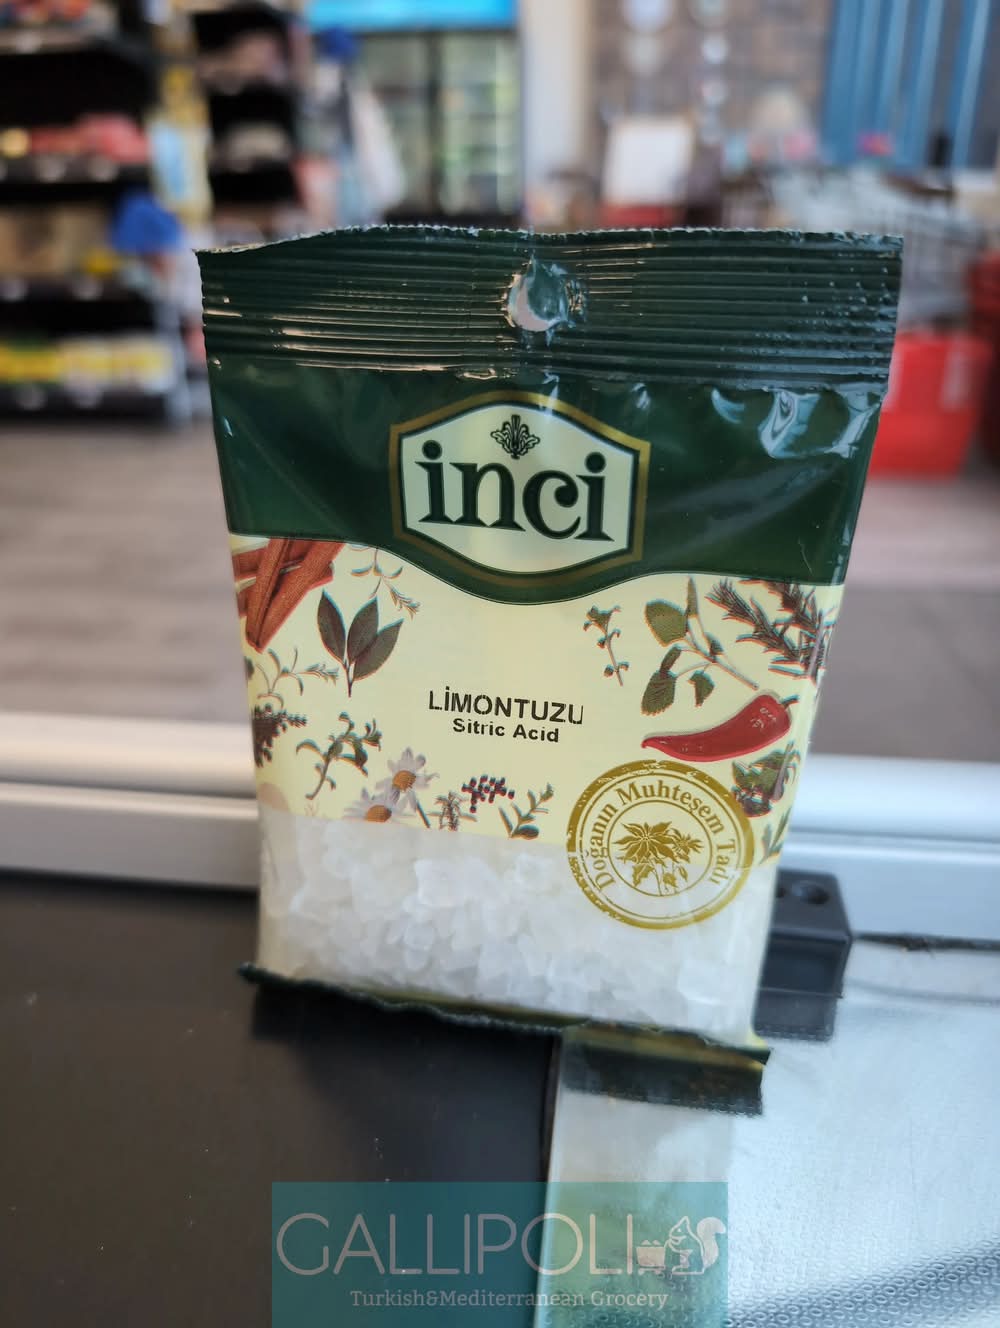 inci
LİMONTUZU
Sitric Acid
Doğanın Muhteşem Tadı
GALLIPOLI
Turkish&Mediterranean Grocery